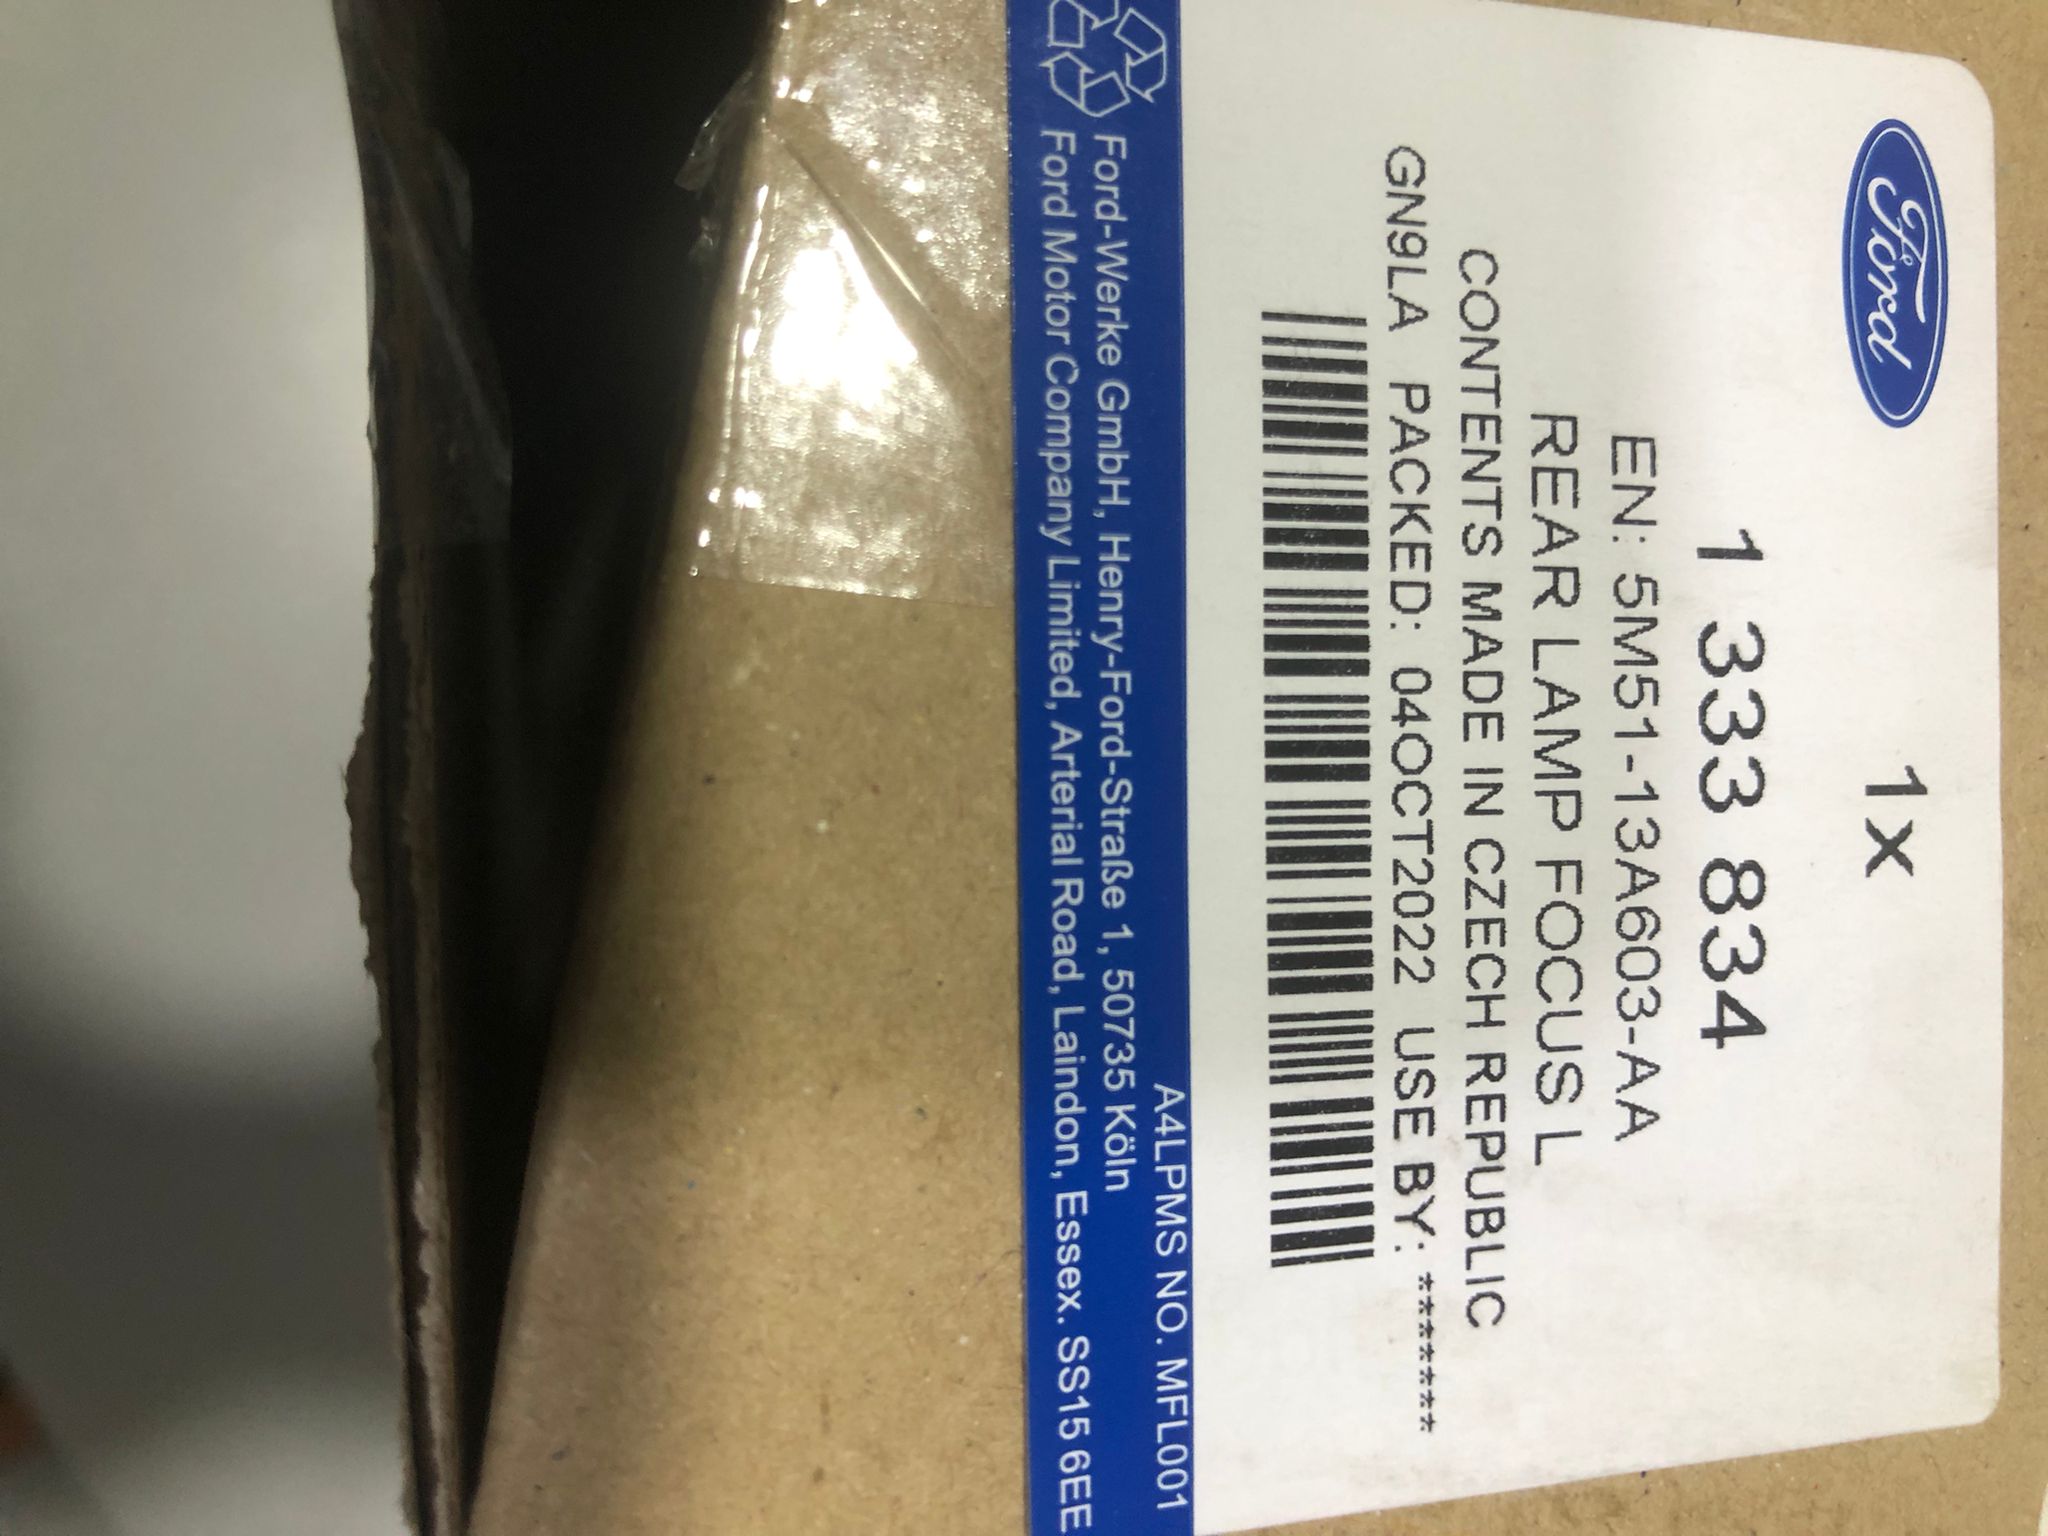 Ford
1x
1 333 834
EN: 5M51-13A603-AA
REAR LAMP FOCUS L
CONTENTS MADE IN CZECH REPUBLIC
GN9LA PACKED: 04OCT2022 USE BY: *******
A4LPMS NO. MFL001
Ford-Werke GmbH, Henry-Ford-Straße 1, 50735 Köln
Ford Motor Company Limited, Arterial Road, Laindon, Essex. SS15 6EE